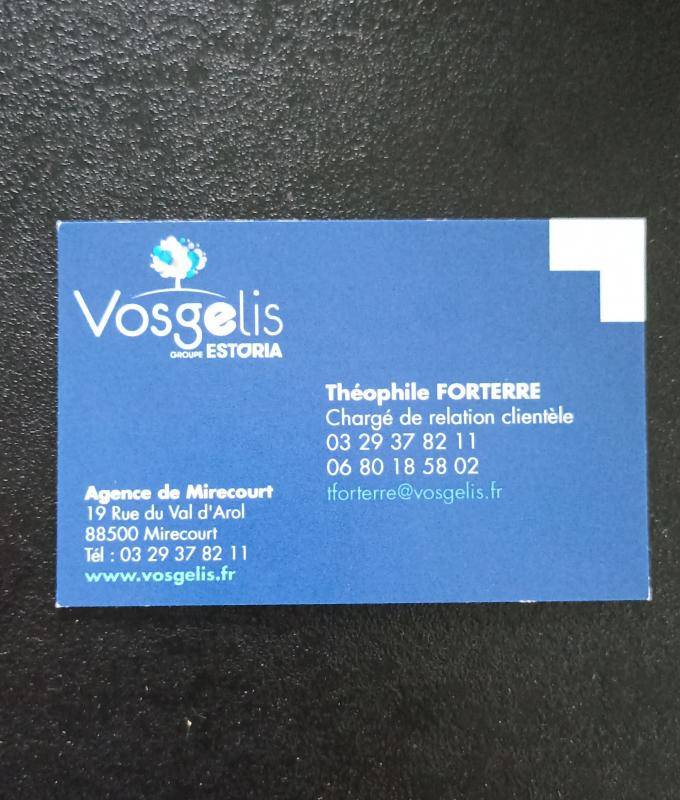 Vosgelis
GROUPE ESTORIA
Théophile FORTERRE
Chargé de relation clientèle
03 29 37 82 11
06 80 18 58 02
tforterre@vosgelis.fr
Agence de Mirecourt
19 Rue du Val d'Arol
88500 Mirecourt
Tél : 03 29 37 82 11
www.vosgelis.fr